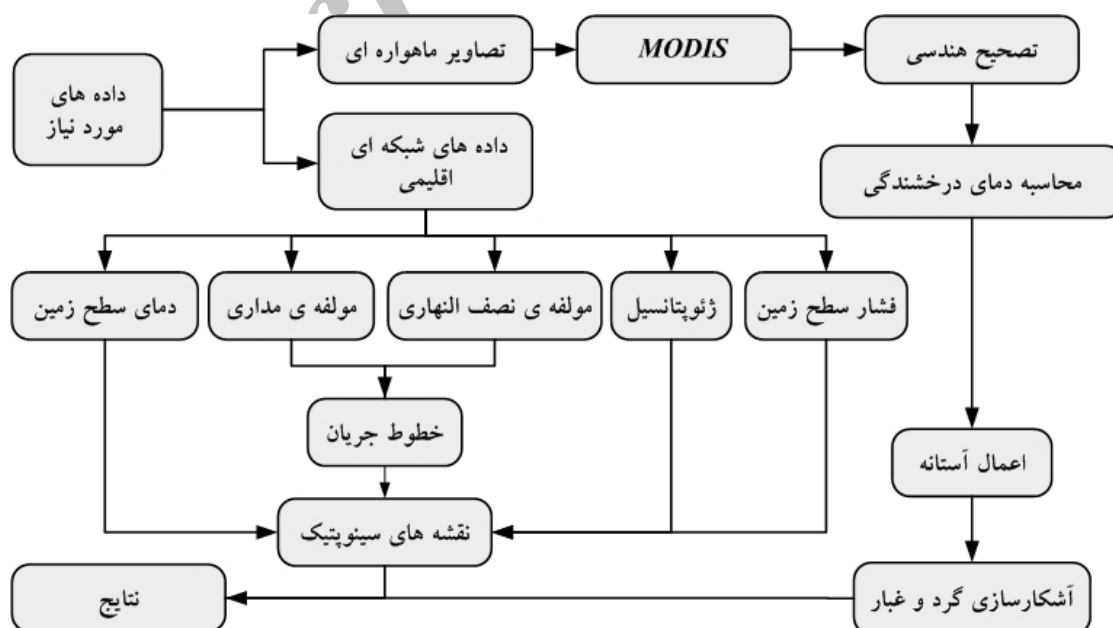 داده های
مورد نیاز
تصاویر ماهواره ای
MODIS
تصحیح هندسی
داده های شبکه ای
اقلیمی
محاسبه دمای درخشندگی
دمای سطح زمین
مولفه ی مداری
مولفه ی نصف النهاری
ژئوپتانسیل
فشار سطح زمین
خطوط جریان
اعمال آستانه
نقشه های سینوپتیک
آشکارسازی گرد و غبار
نتایج